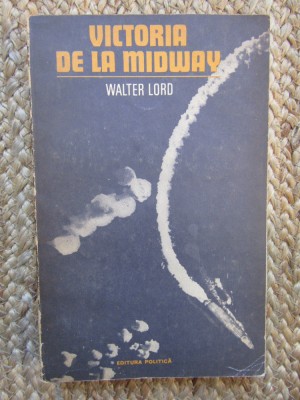 VICTORIA
DE LA MIDWAY
WALTER LORD
EDITURA POLITICĂ